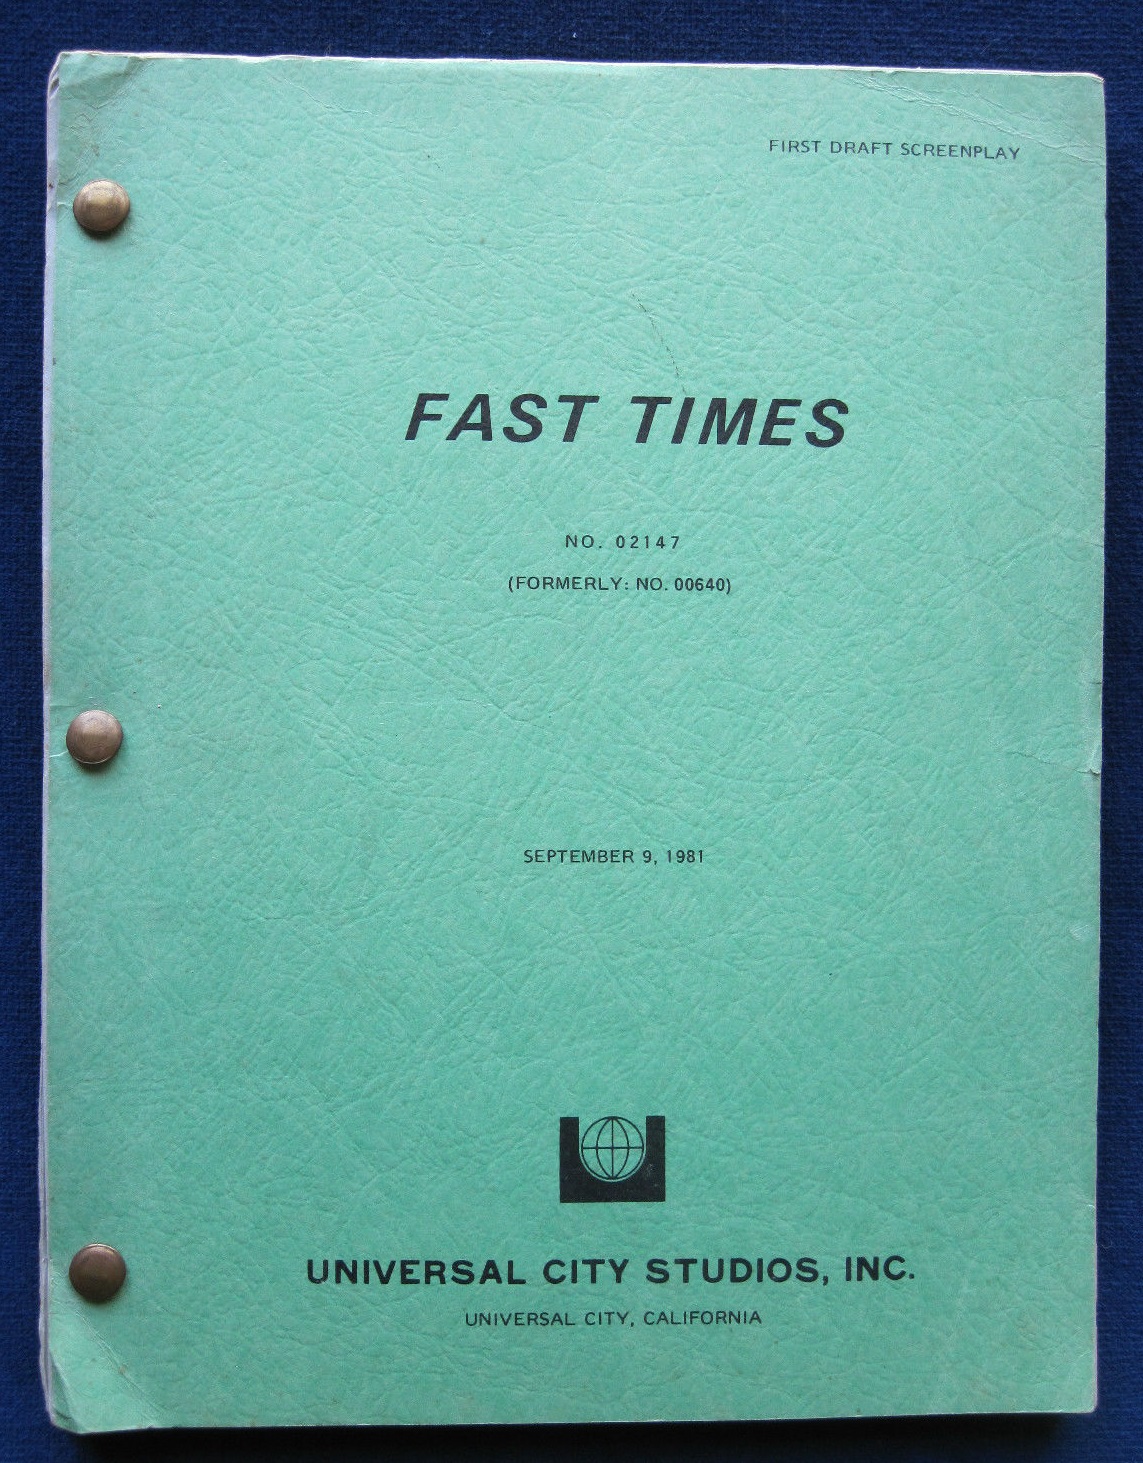 FIRST DRAFT SCREENPLAY
FAST TIMES
NO. 02147
(FORMERLY: NO. 00640)
SEPTEMBER 9, 1981
UNIVERSAL CITY STUDIOS, INC.
UNIVERSAL CITY, CALIFORNIA